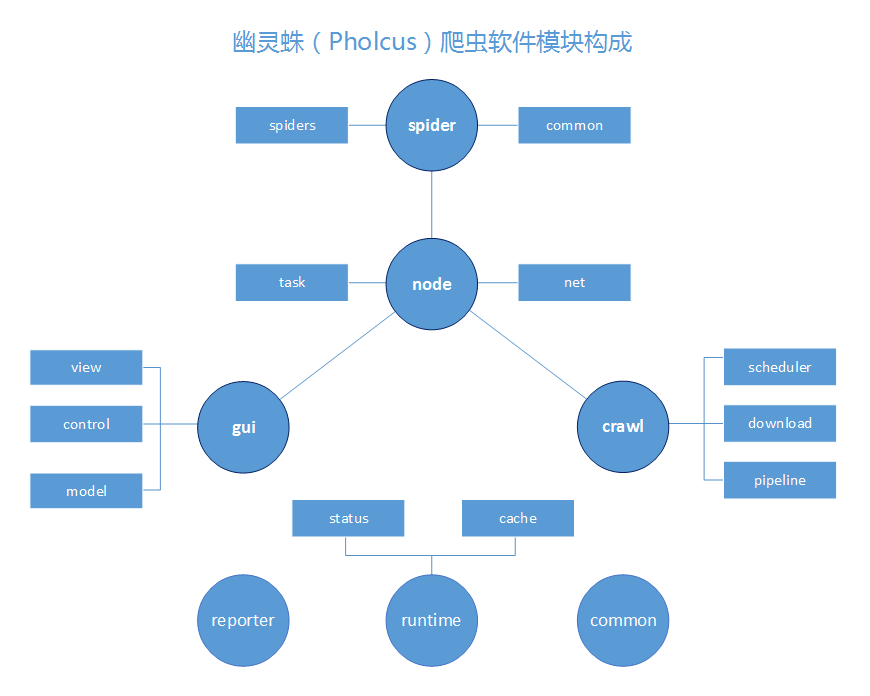 幽灵蛛（Pholcus）爬虫软件模块构成
spiders
spider
common
task
node
net
view
control
model
gui
crawl
scheduler
download
pipeline
status
cache
reporter
runtime
common